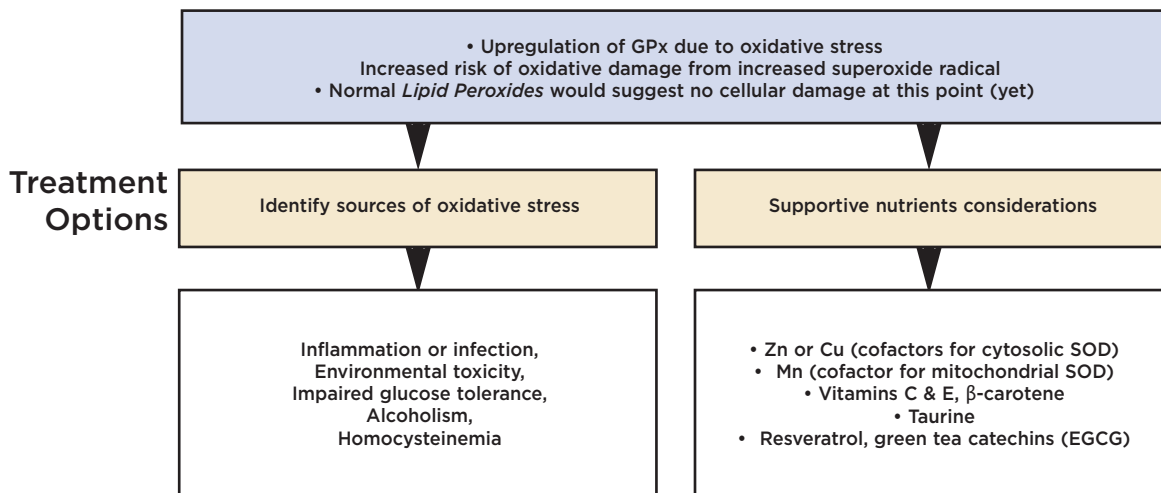 • Upregulation of GPx due to oxidative stress
Increased risk of oxidative damage from increased superoxide radical
• Normal Lipid Peroxides would suggest no cellular damage at this point (yet)
Treatment
Options
Identify sources of oxidative stress
Supportive nutrients considerations
Inflammation or infection,
Environmental toxicity,
Impaired glucose tolerance,
Alcoholism,
Homocysteinemia
• Zn or Cu (cofactors for cytosolic SOD)
• Mn (cofactor for mitochondrial SOD)
• Vitamins C & E, β-carotene
• Taurine
• Resveratrol, green tea catechins (EGCG)